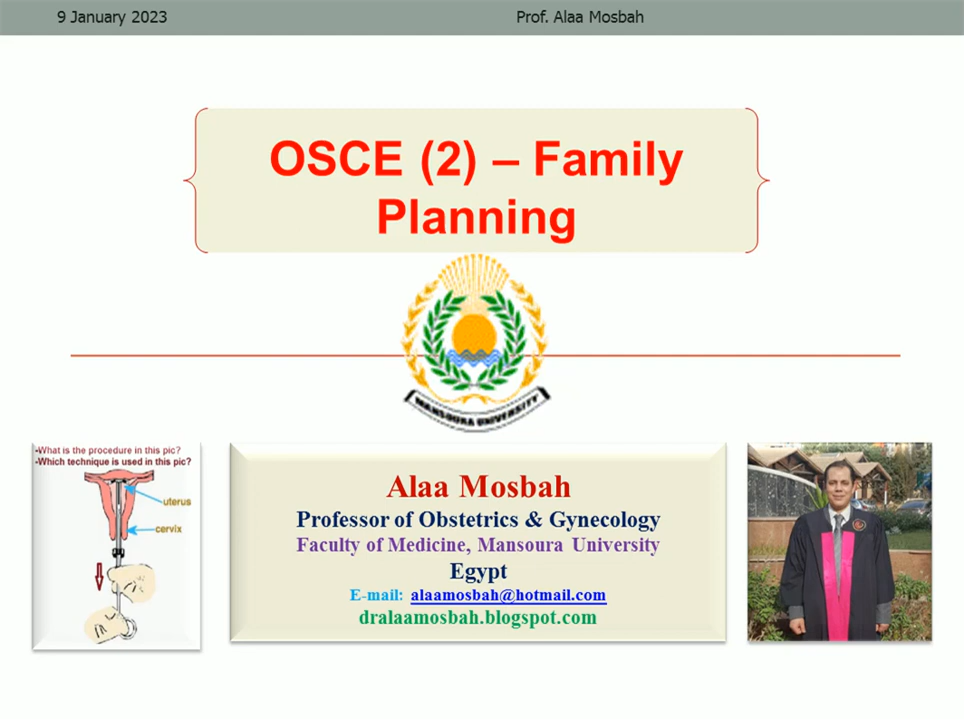 9 January 2023
Prof. Alaa Mosbah
OSCE (2) – Family
Planning
MANSOURA UNIVERSITY
-What is the procedure in this pic?
-Which technique is used in this pic?
uterus
cervix
Alaa Mosbah
Professor of Obstetrics & Gynecology
Faculty of Medicine, Mansoura University
Egypt
E-mail: alaamosbah@hotmail.com
dralaamosbah.blogspot.com